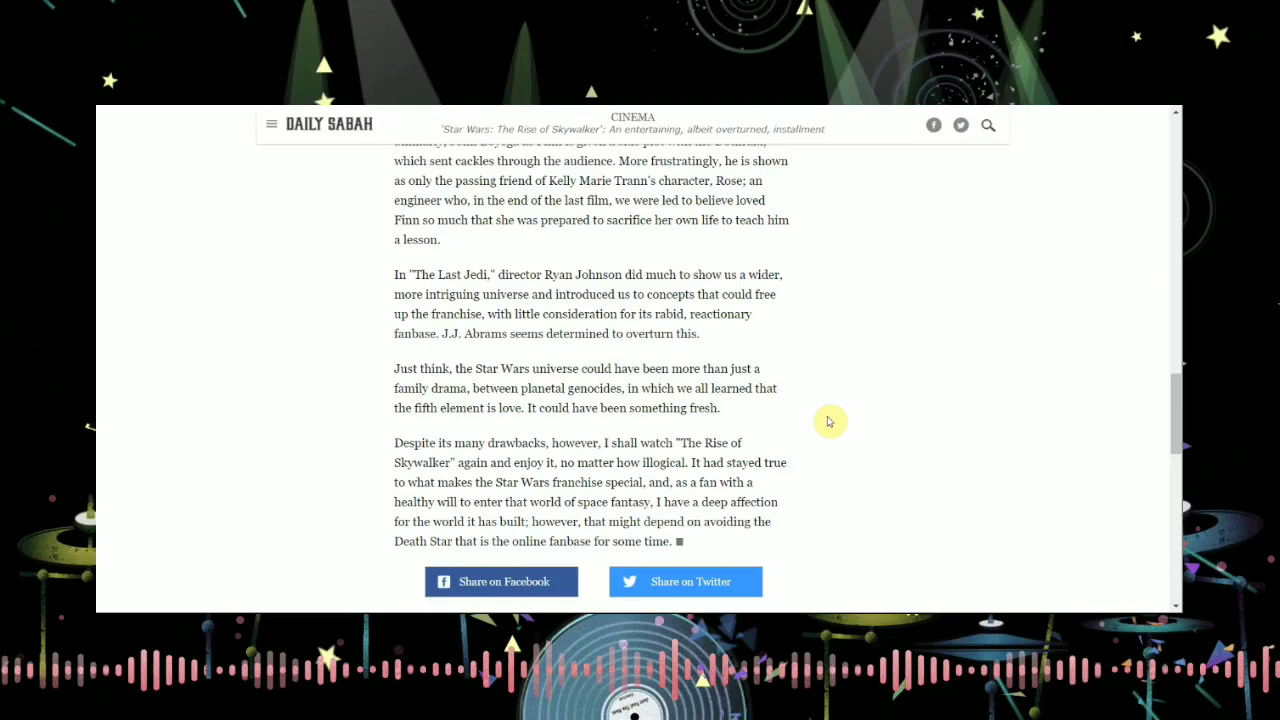 CINEMA
DAILY SABAH
'Star Wars: The Rise of Skywalker': An entertaining, albeit overturned, installment
which sent cackles through the audience. More frustratingly, he is shown
as only the passing friend of Kelly Marie Trann's character, Rose; an
engineer who, in the end of the last film, we were led to believe loved
Finn so much that she was prepared to sacrifice her own life to teach him
a lesson.
In "The Last Jedi," director Ryan Johnson did much to show us a wider,
more intriguing universe and introduced us to concepts that could free
up the franchise, with little consideration for its rabid, reactionary
fanbase. J.J. Abrams seems determined to overturn this.
Just think, the Star Wars universe could have been more than just a
family drama, between planetal genocides, in which we all learned that
the fifth element is love. It could have been something fresh.
Despite its many drawbacks, however, I shall watch "The Rise of
Skywalker" again and enjoy it, no matter how illogical. It had stayed true
to what makes the Star Wars franchise special, and, as a fan with a
healthy will to enter that world of space fantasy, I have a deep affection
for the world it has built; however, that might depend on avoiding the
Death Star that is the online fanbase for some time.
Share on Facebook
Share on Twitter